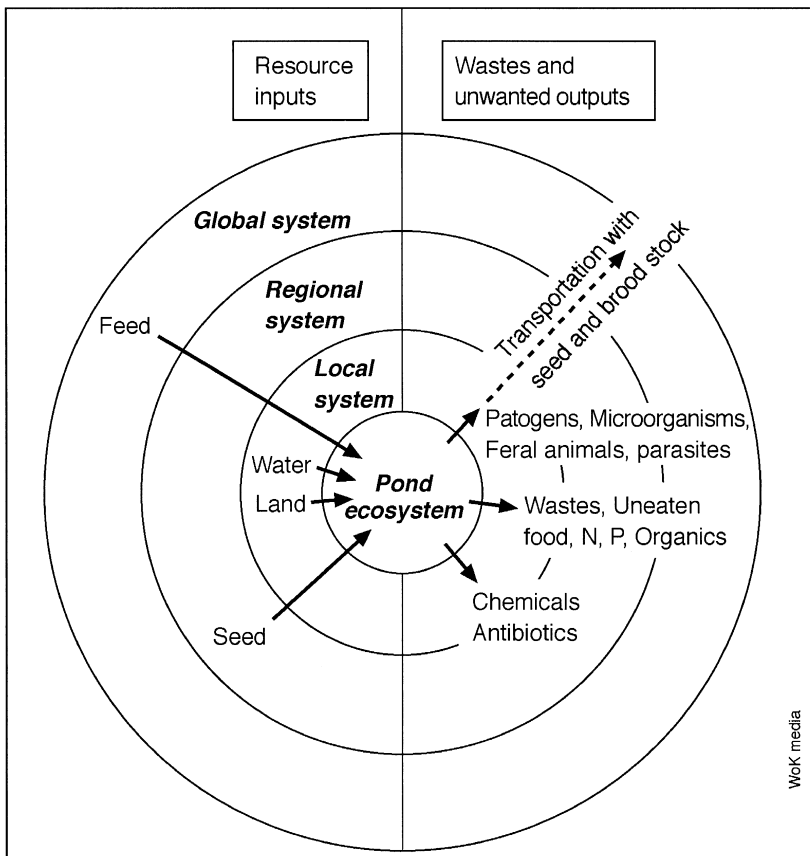 Resource
inputs
Wastes and
unwanted outputs
Global system
Regional
system
Local
system
Feed
Water
Land
Seed
Pond
ecosystem
Transportation with
seed and brood stock
Patogens, Microorganisms,
Feral animals, parasites
Wastes, Uneaten
food, N, P, Organics
Chemicals
Antibiotics
WoK media